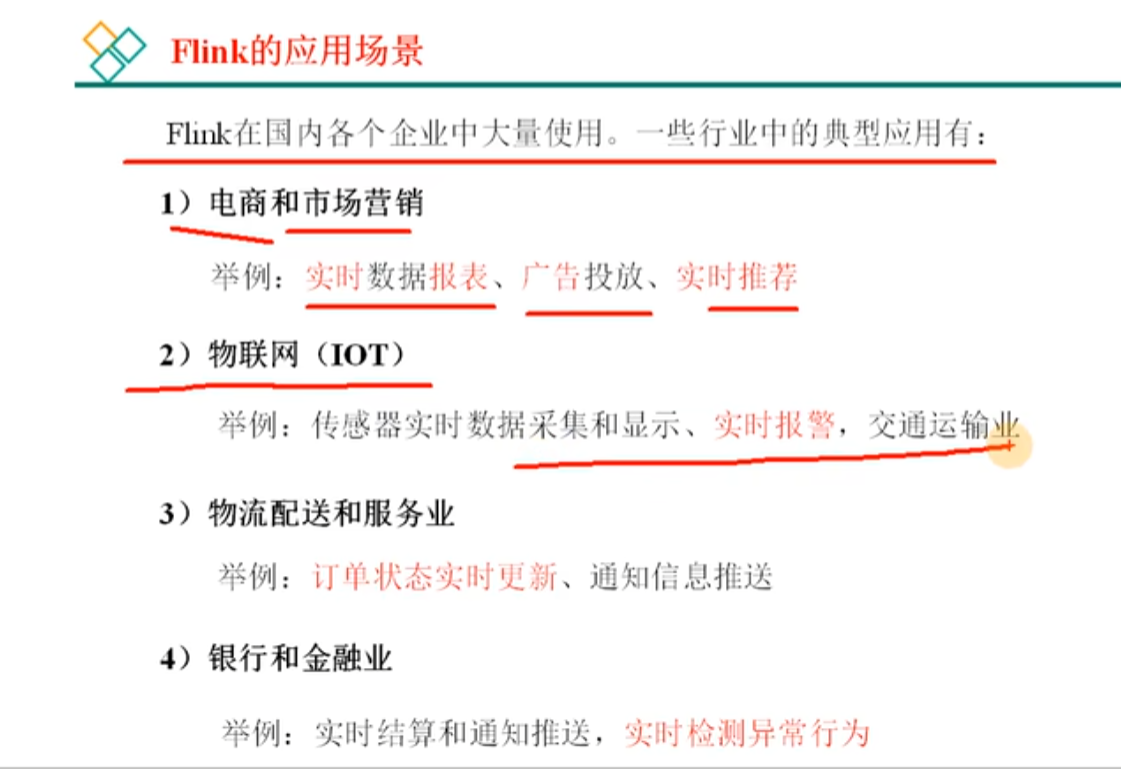 Flink的应用场景
Flink在国内各个企业中大量使用。一些行业中的典型应用有：
1）电商和市场营销
举例：实时数据报表、广告投放、实时推荐
2）物联网（IOT）
举例：传感器实时数据采集和显示、实时报警，交通运输业
3）物流配送和服务业
举例：订单状态实时更新、通知信息推送
4）银行和金融业
举例：实时结算和通知推送，实时检测异常行为